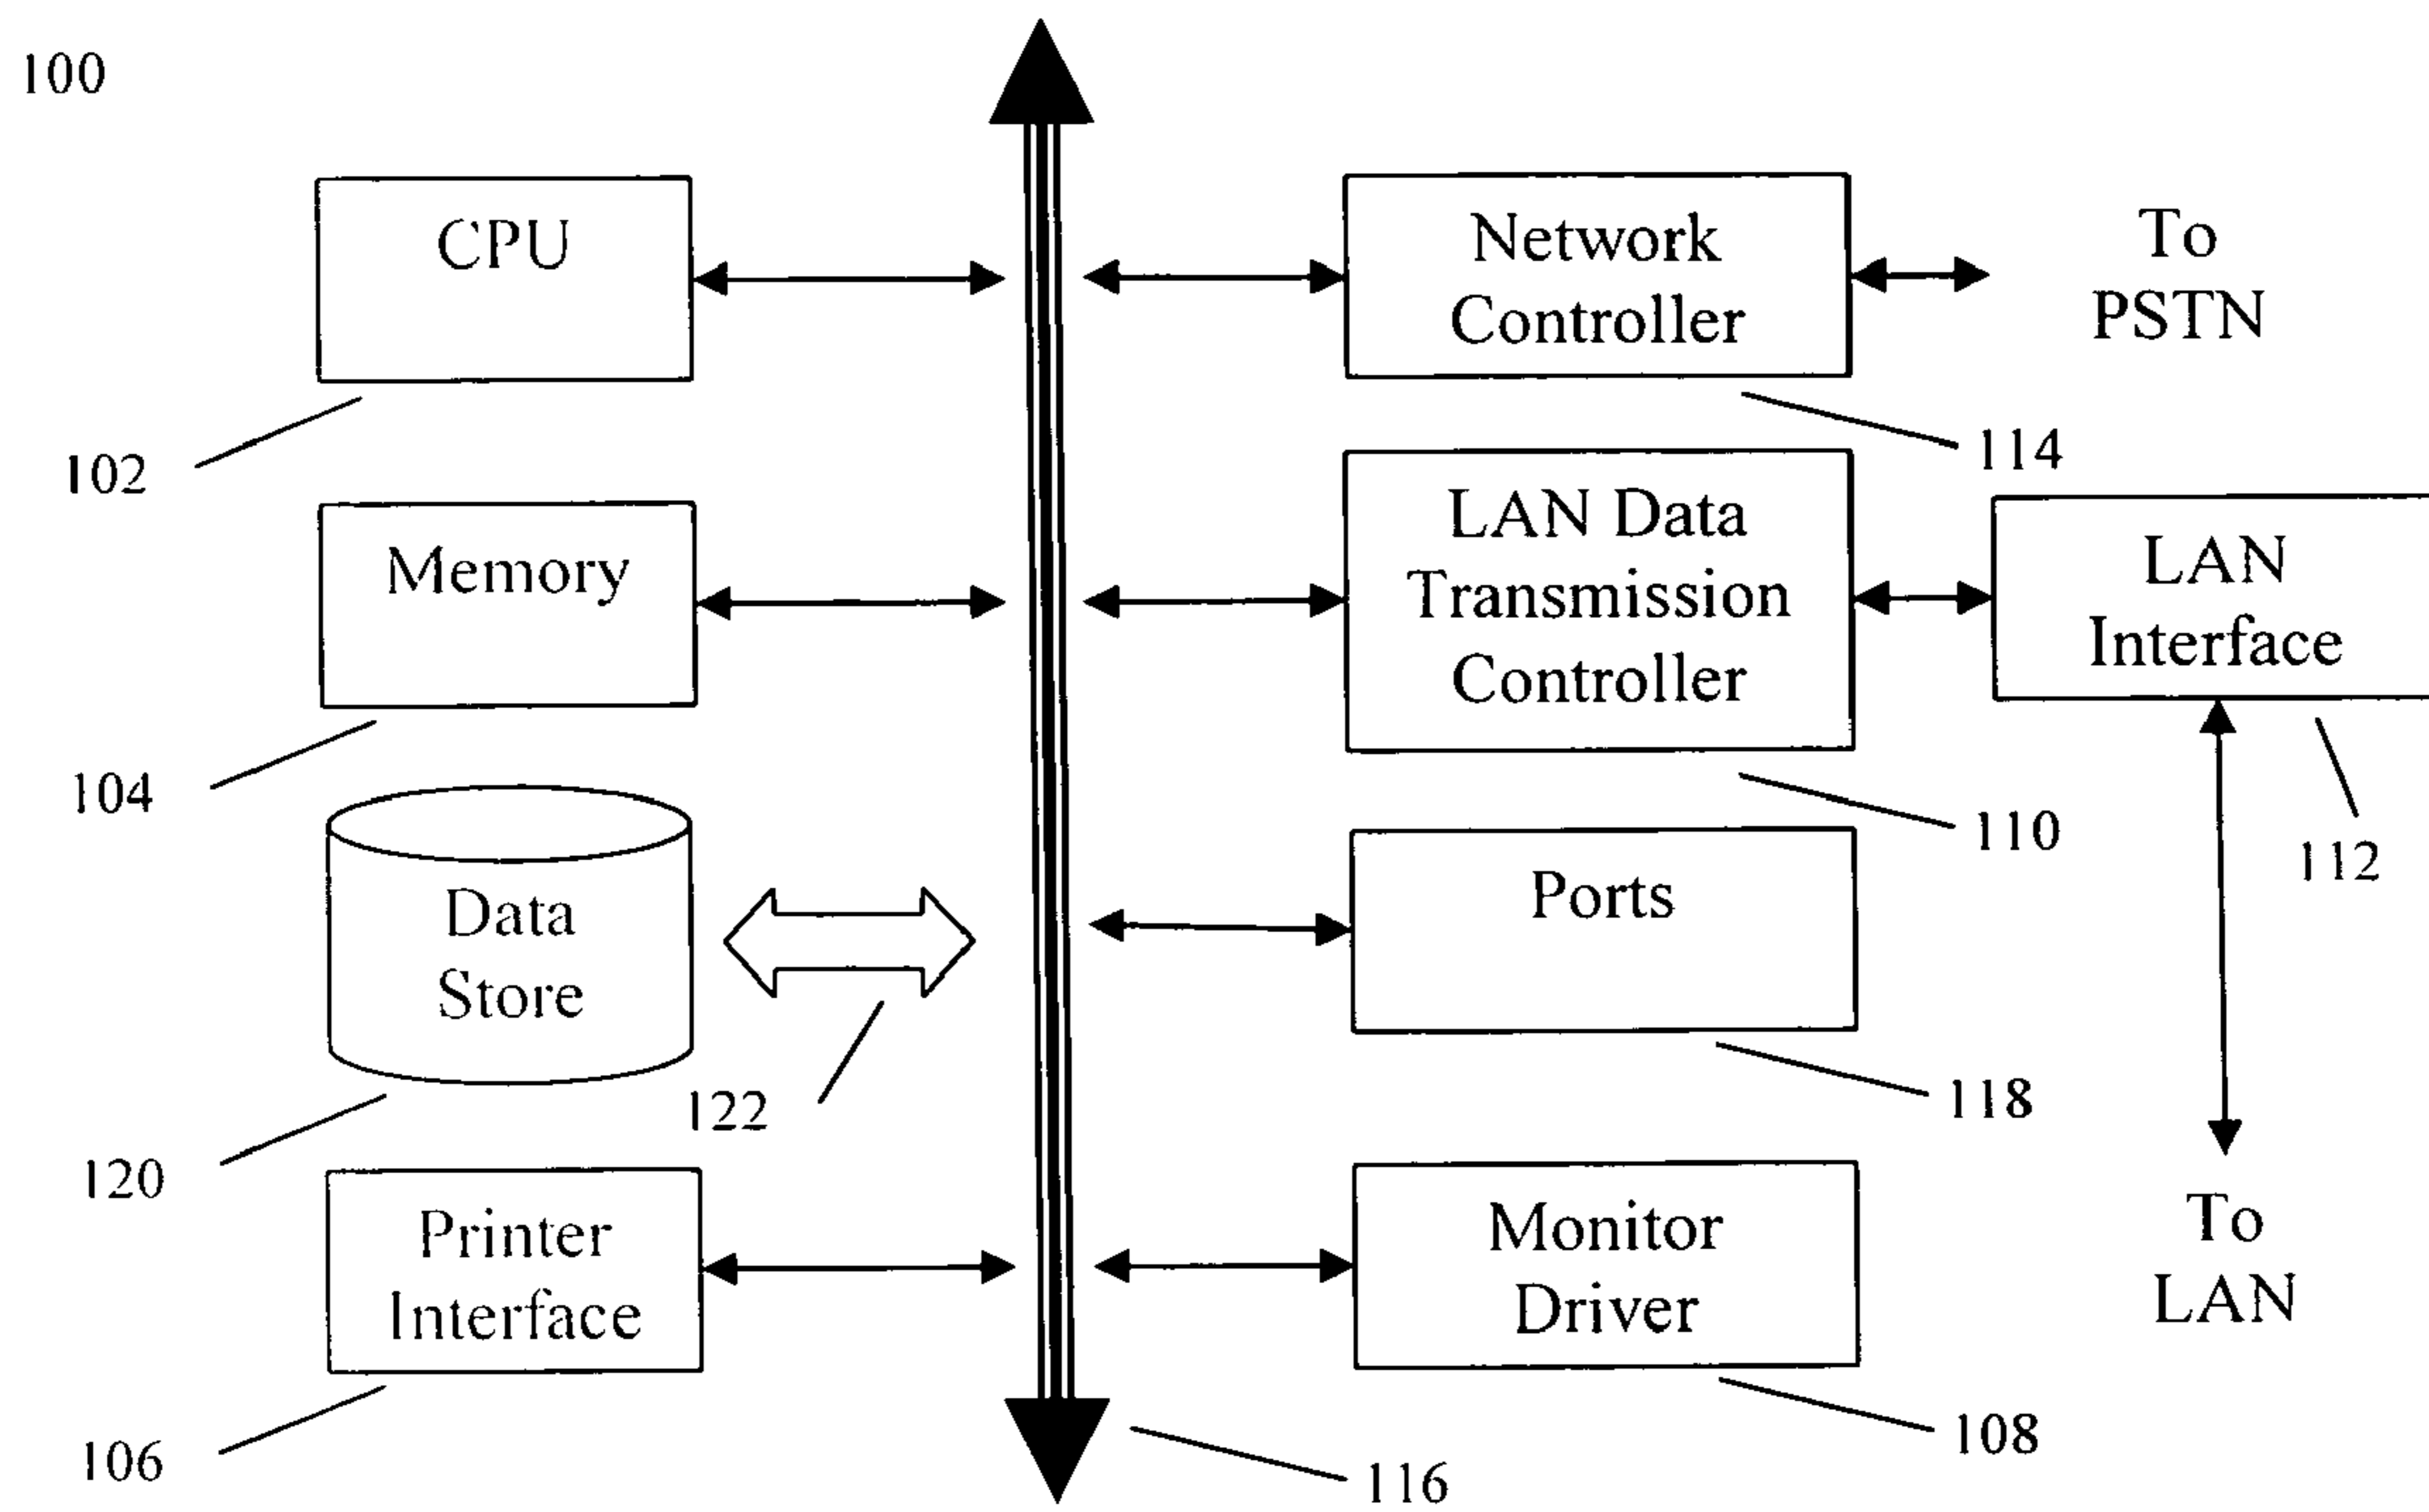 100
CPU
102
Memory
104
Data
Store
122
120
Printer
Interface
106
116
Network
Controller
To
PSTN
114
LAN Data
Transmission
Controller
110
LAN
Interface
112
Ports
118
Monitor
Driver
108
To
LAN